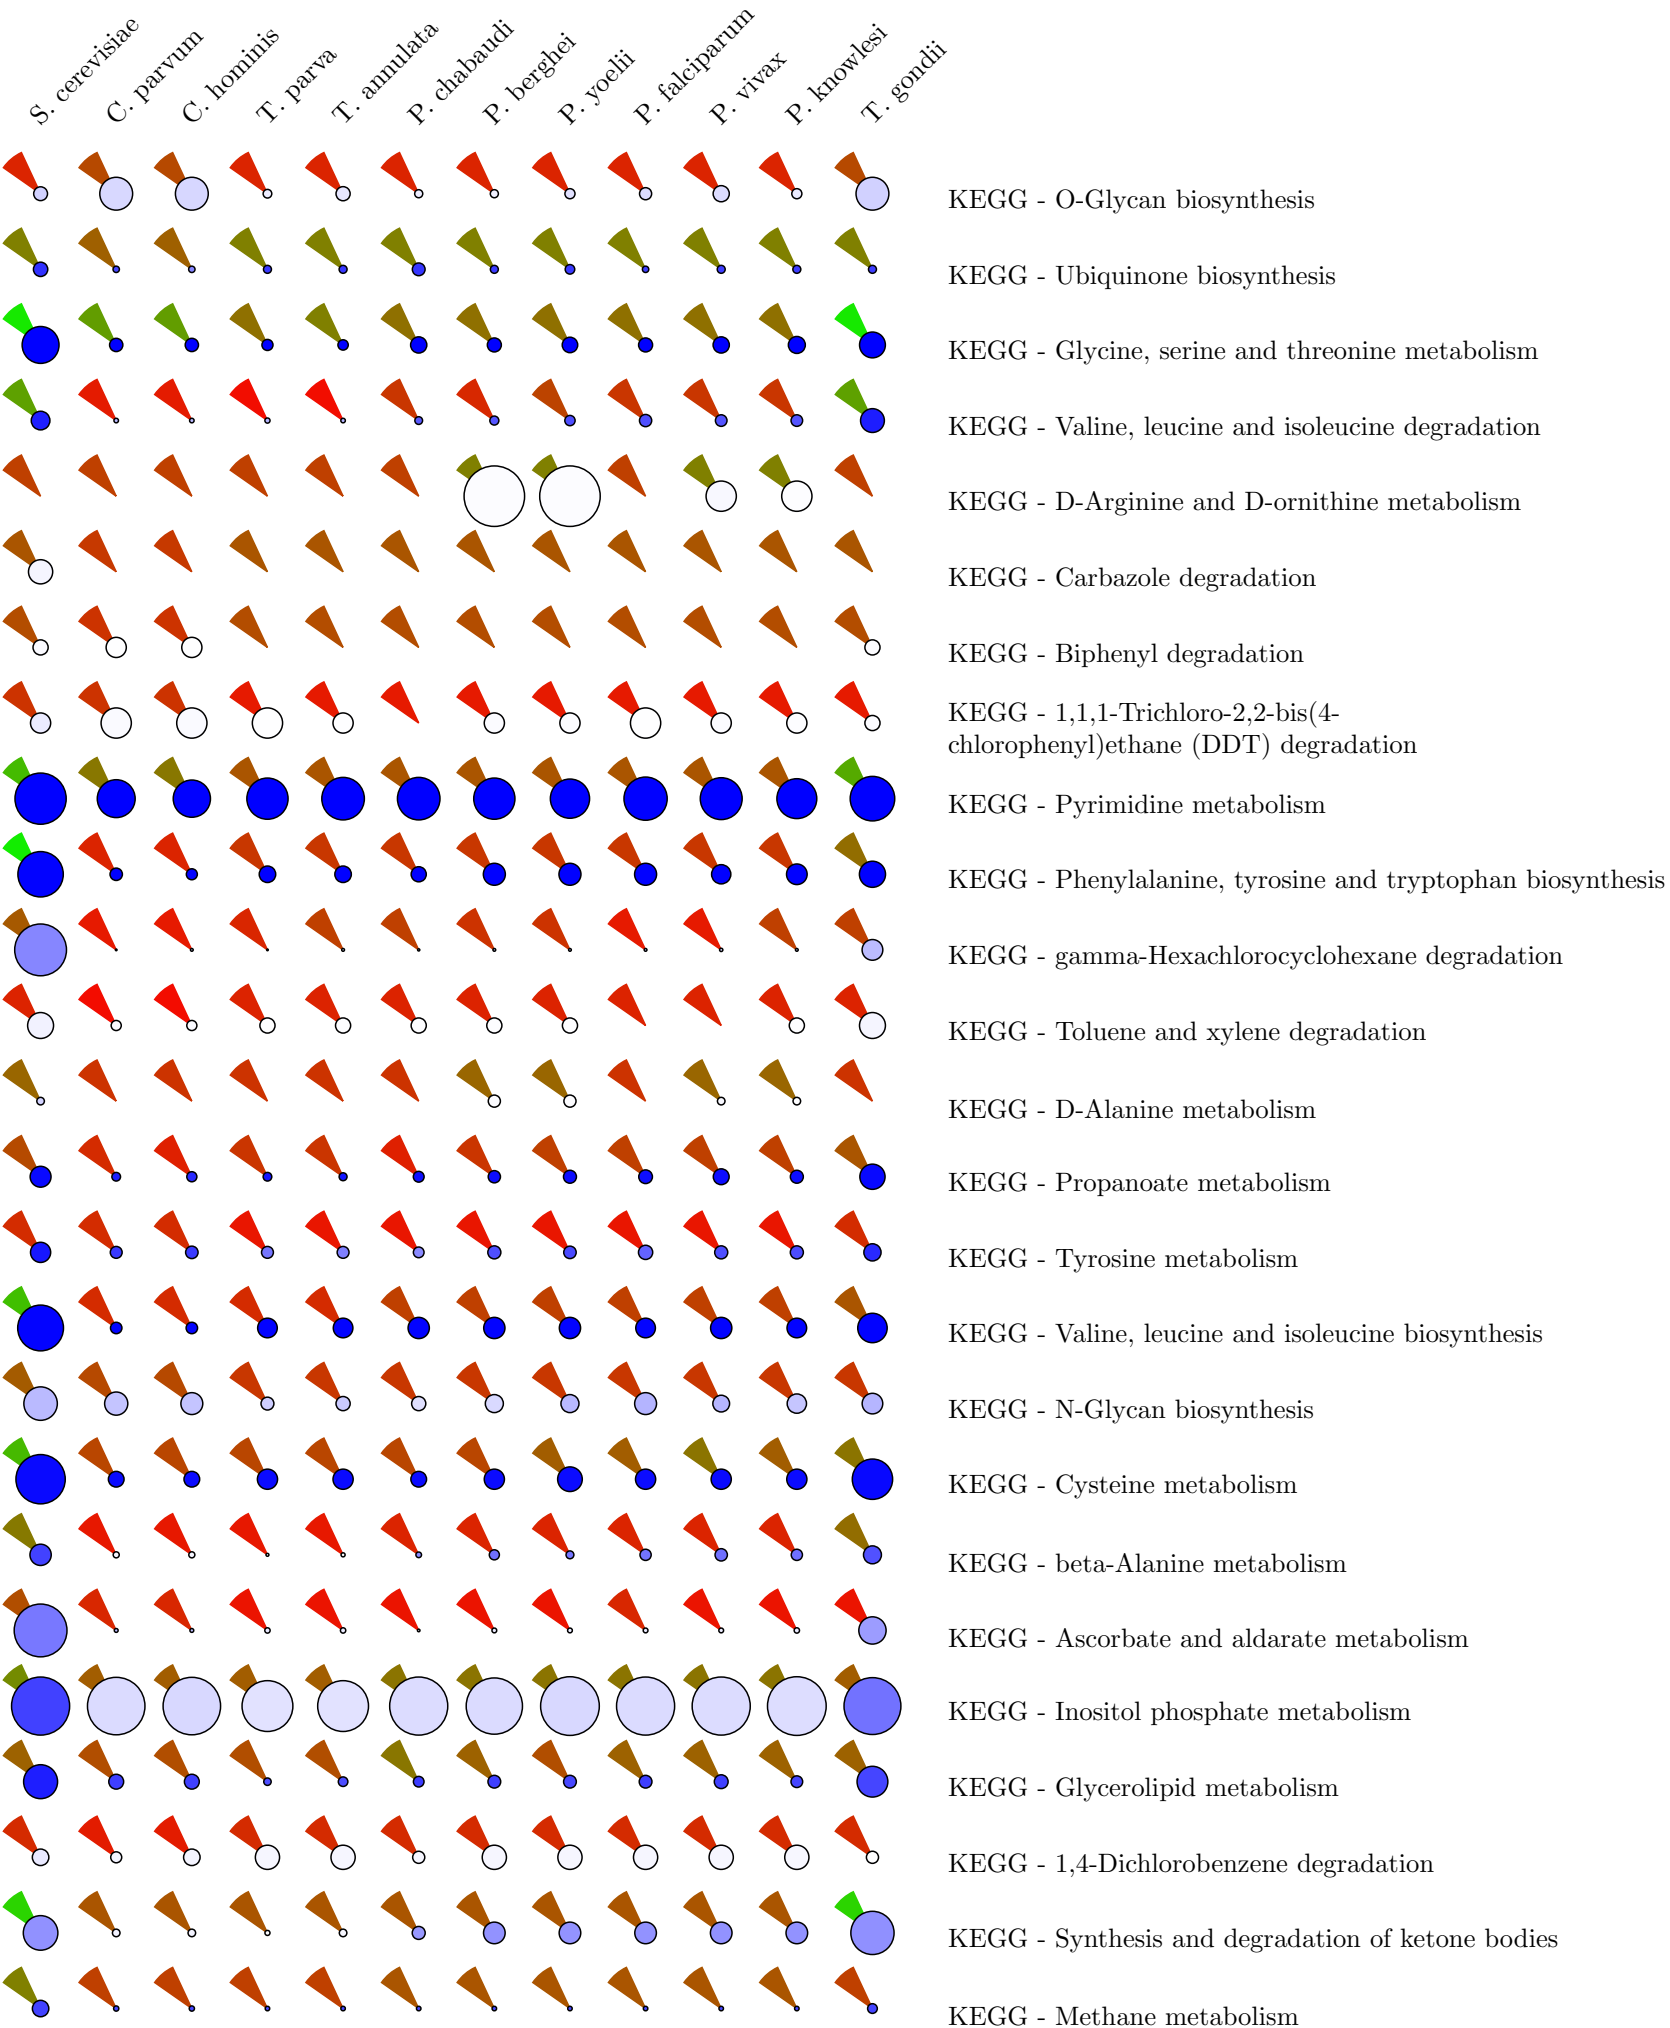 S. cerevisiae
C. parvum
C. hominis
T. parva
T. annulata
P. chabaudi
P. berghei
P. yoelii
P. falciparum
P. vivax
P. knowlesi
T. gondii
KEGG - O-Glycan biosynthesis
KEGG - Ubiquinone biosynthesis
KEGG - Glycine, serine and threonine metabolism
KEGG - Valine, leucine and isoleucine degradation
KEGG - D-Arginine and D-ornithine metabolism
KEGG - Carbazole degradation
KEGG - Biphenyl degradation
KEGG - 1,1,1-Trichloro-2,2-bis(4-
chlorophenyl)ethane (DDT) degradation
KEGG - Pyrimidine metabolism
KEGG - Phenylalanine, tyrosine and tryptophan biosynthesis
KEGG - gamma-Hexachlorocyclohexane degradation
KEGG - Toluene and xylene degradation
KEGG - D-Alanine metabolism
KEGG - Propanoate metabolism
KEGG - Tyrosine metabolism
KEGG - Valine, leucine and isoleucine biosynthesis
KEGG - N-Glycan biosynthesis
KEGG - Cysteine metabolism
KEGG - beta-Alanine metabolism
KEGG - Ascorbate and aldarate metabolism
KEGG - Inositol phosphate metabolism
KEGG - Glycerolipid metabolism
KEGG - 1,4-Dichlorobenzene degradation
KEGG - Synthesis and degradation of ketone bodies
KEGG - Methane metabolism